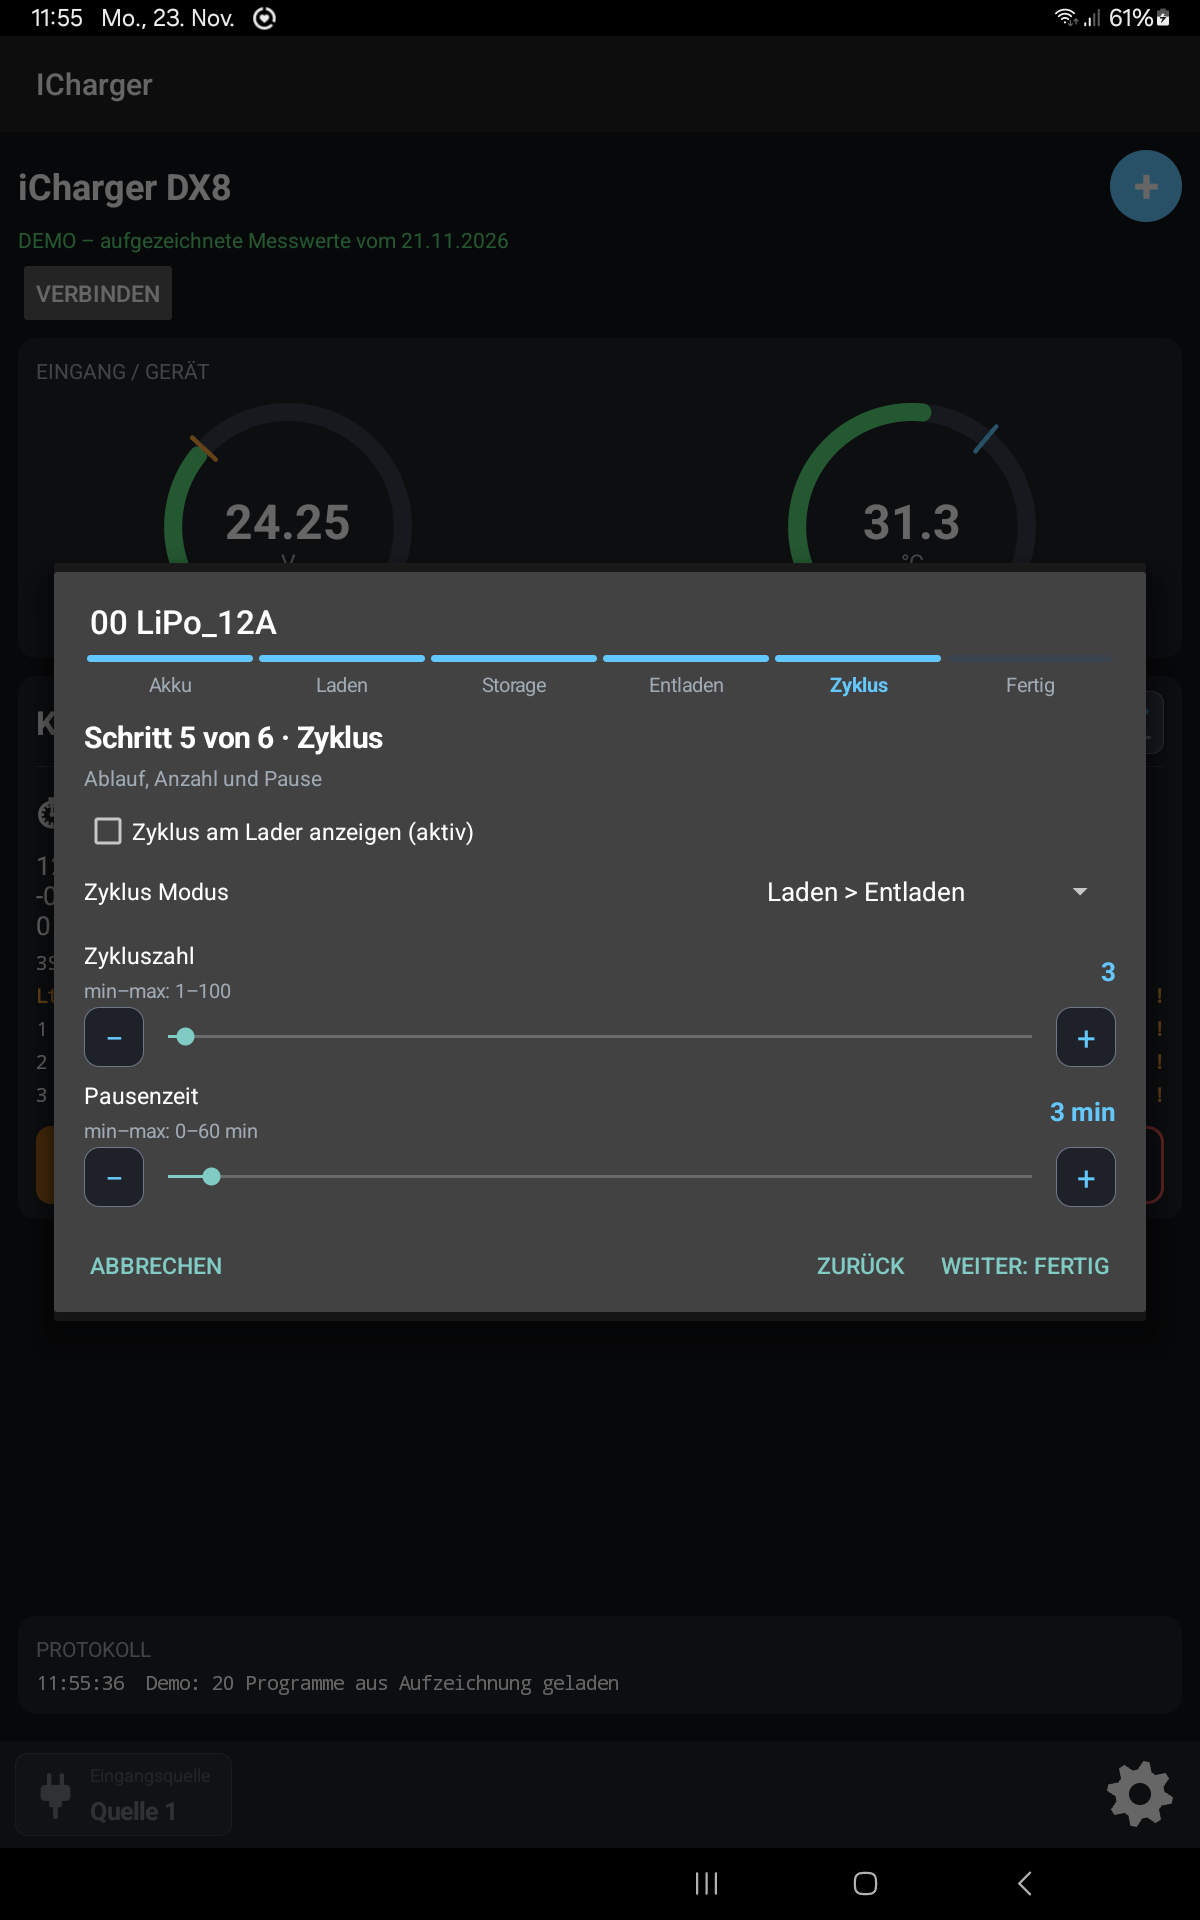 11:55 Mo., 23. Nov. 61%
ICharger
iCharger DX8
+
DEMO – aufgezeichnete Messwerte vom 21.11.2026
VERBINDEN
EINGANG / GERÄT
24.25
31.3
V
°C
00 LiPo_12A
Akku Laden Storage Entladen Zyklus Fertig
Schritt 5 von 6 · Zyklus
Ablauf, Anzahl und Pause
Zyklus am Lader anzeigen (aktiv)
Zyklus Modus Laden > Entladen
Zykluszahl
3
min–max: 1–100
− +
Pausenzeit
3 min
min–max: 0–60 min
− +
ABBRECHEN ZURÜCK WEITER: FERTIG
PROTOKOLL
11:55:36 Demo: 20 Programme aus Aufzeichnung geladen
Eingangsquelle
Quelle 1